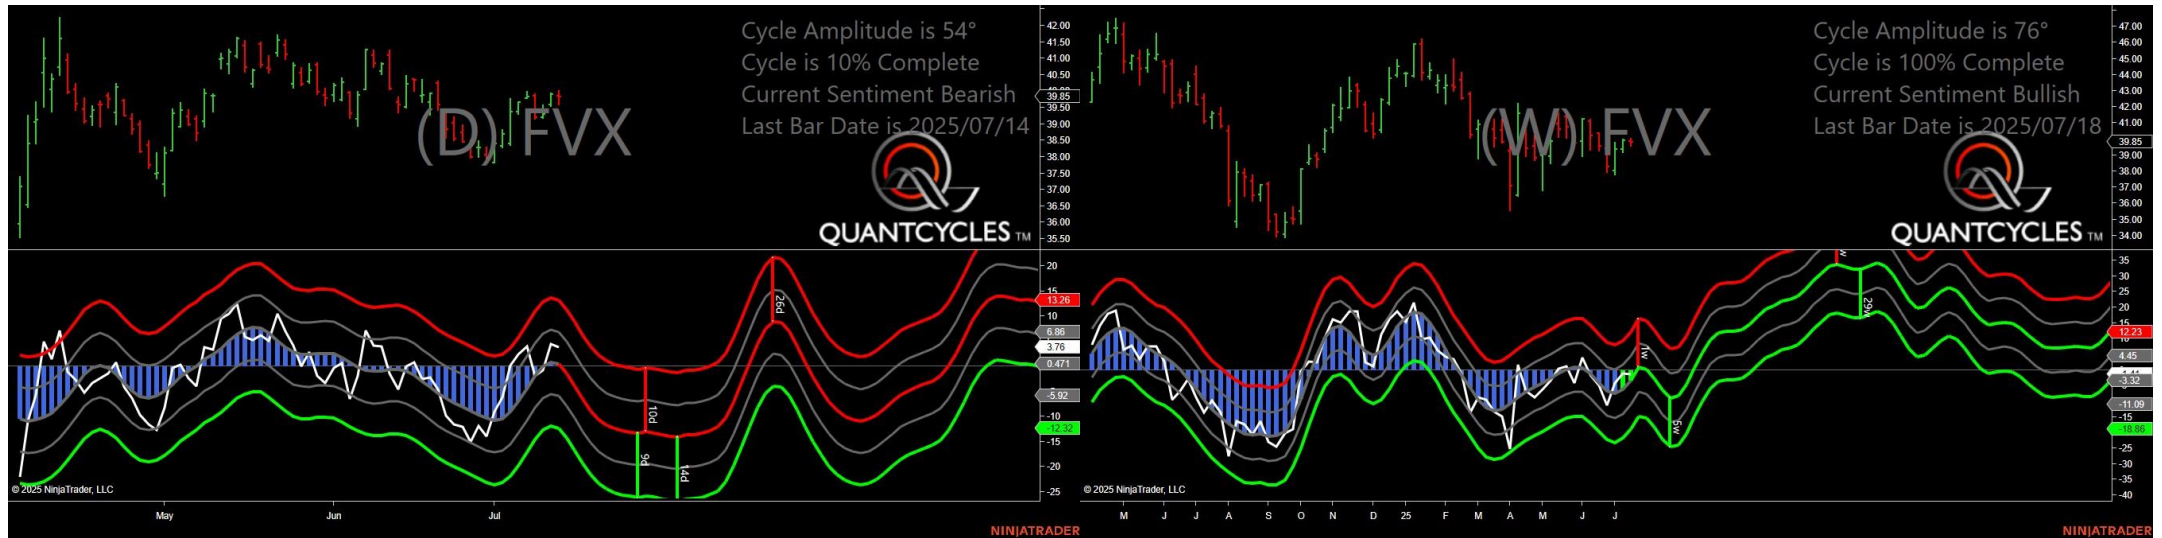 Cycle Amplitude is 54°
Cycle is 10% Complete
Current Sentiment Bearish
Last Bar Date is 2025/07/14
(D) FVX
QUANTCYCLES TM
42.00
41.50
41.00
40.50
39.85
39.50
39.00
38.50
38.00
37.50
37.00
36.50
36.00
35.50
20
15
13.26
10
6.86
3.76
0.471
-5.92
-10
-12.32
-15
-20
-25
10d
9d
14d
26d
© 2025 NinjaTrader, LLC
May
Jun
Jul
NINJATRADER
Cycle Amplitude is 76°
Cycle is 100% Complete
Current Sentiment Bullish
Last Bar Date is 2025/07/18
(W) FVX
QUANTCYCLES TM
47.00
46.00
45.00
44.00
43.00
42.00
41.00
39.85
39.00
38.00
37.00
36.00
35.00
34.00
35
30
25
20
15
12.23
4.45
-3.32
-11.09
-15
-18.86
-25
-30
-35
-40
1w
5w
29w
© 2025 NinjaTrader, LLC
M
J
J
A
S
O
N
D
25
F
M
A
M
J
J
NINJATRADER